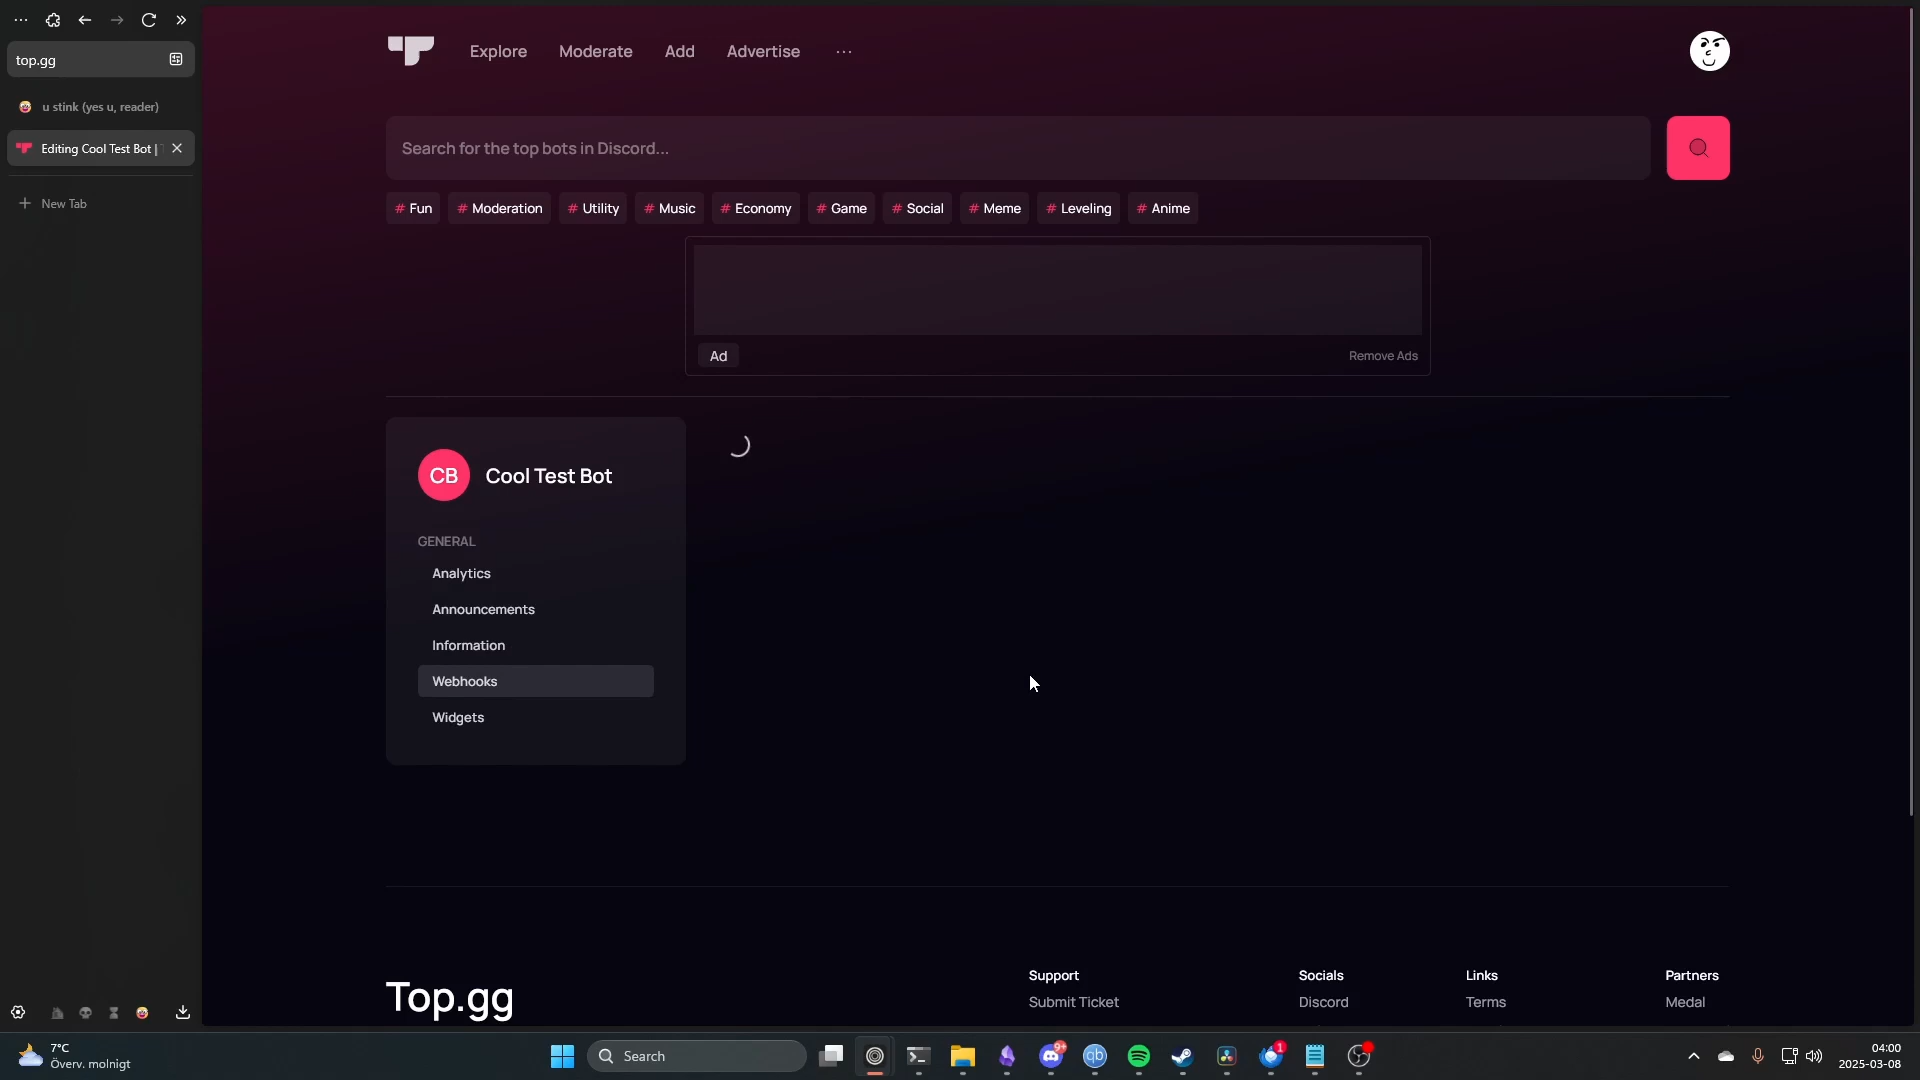 top.gg
u stink (yes u, reader)
Editing Cool Test Bot |
New Tab
Explore
Moderate
Add
Advertise
Search for the top bots in Discord...
# Fun
# Moderation
# Utility
# Music
# Economy
# Game
# Social
# Meme
# Leveling
# Anime
Ad
Remove Ads
CB
Cool Test Bot
GENERAL
Analytics
Announcements
Information
Webhooks
Widgets
Top.gg
Support
Submit Ticket
Socials
Discord
Links
Terms
Partners
Medal
7°C
Överv. molnigt
Search
9+
qb
1
04:00
2025-03-08